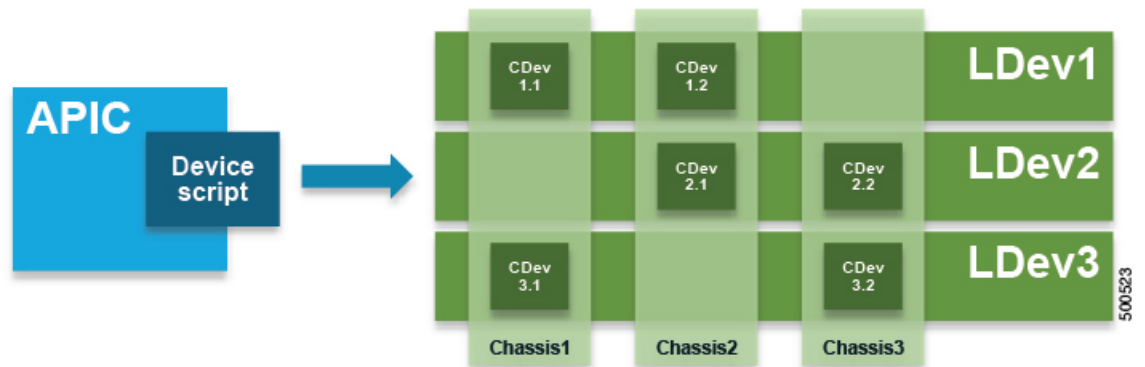 APIC
Device
script
CDev
1.1
CDev
1.2
LDev1
CDev
2.1
CDev
2.2
LDev2
CDev
3.1
CDev
3.2
LDev3
Chassis1
Chassis2
Chassis3
500523